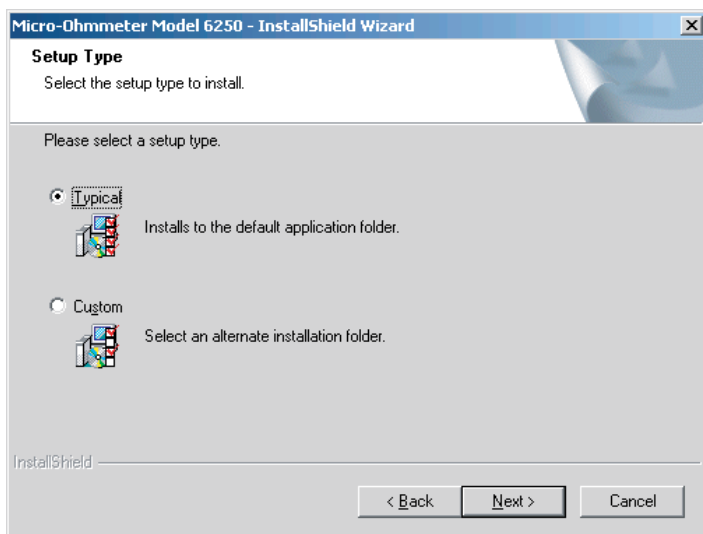 Micro-Ohmmeter Model 6250 - InstallShield Wizard
Setup Type
Select the setup type to install.
Please select a setup type.
Typical
Installs to the default application folder.
Custom
Select an alternate installation folder.
InstallShield
< Back
Next >
Cancel